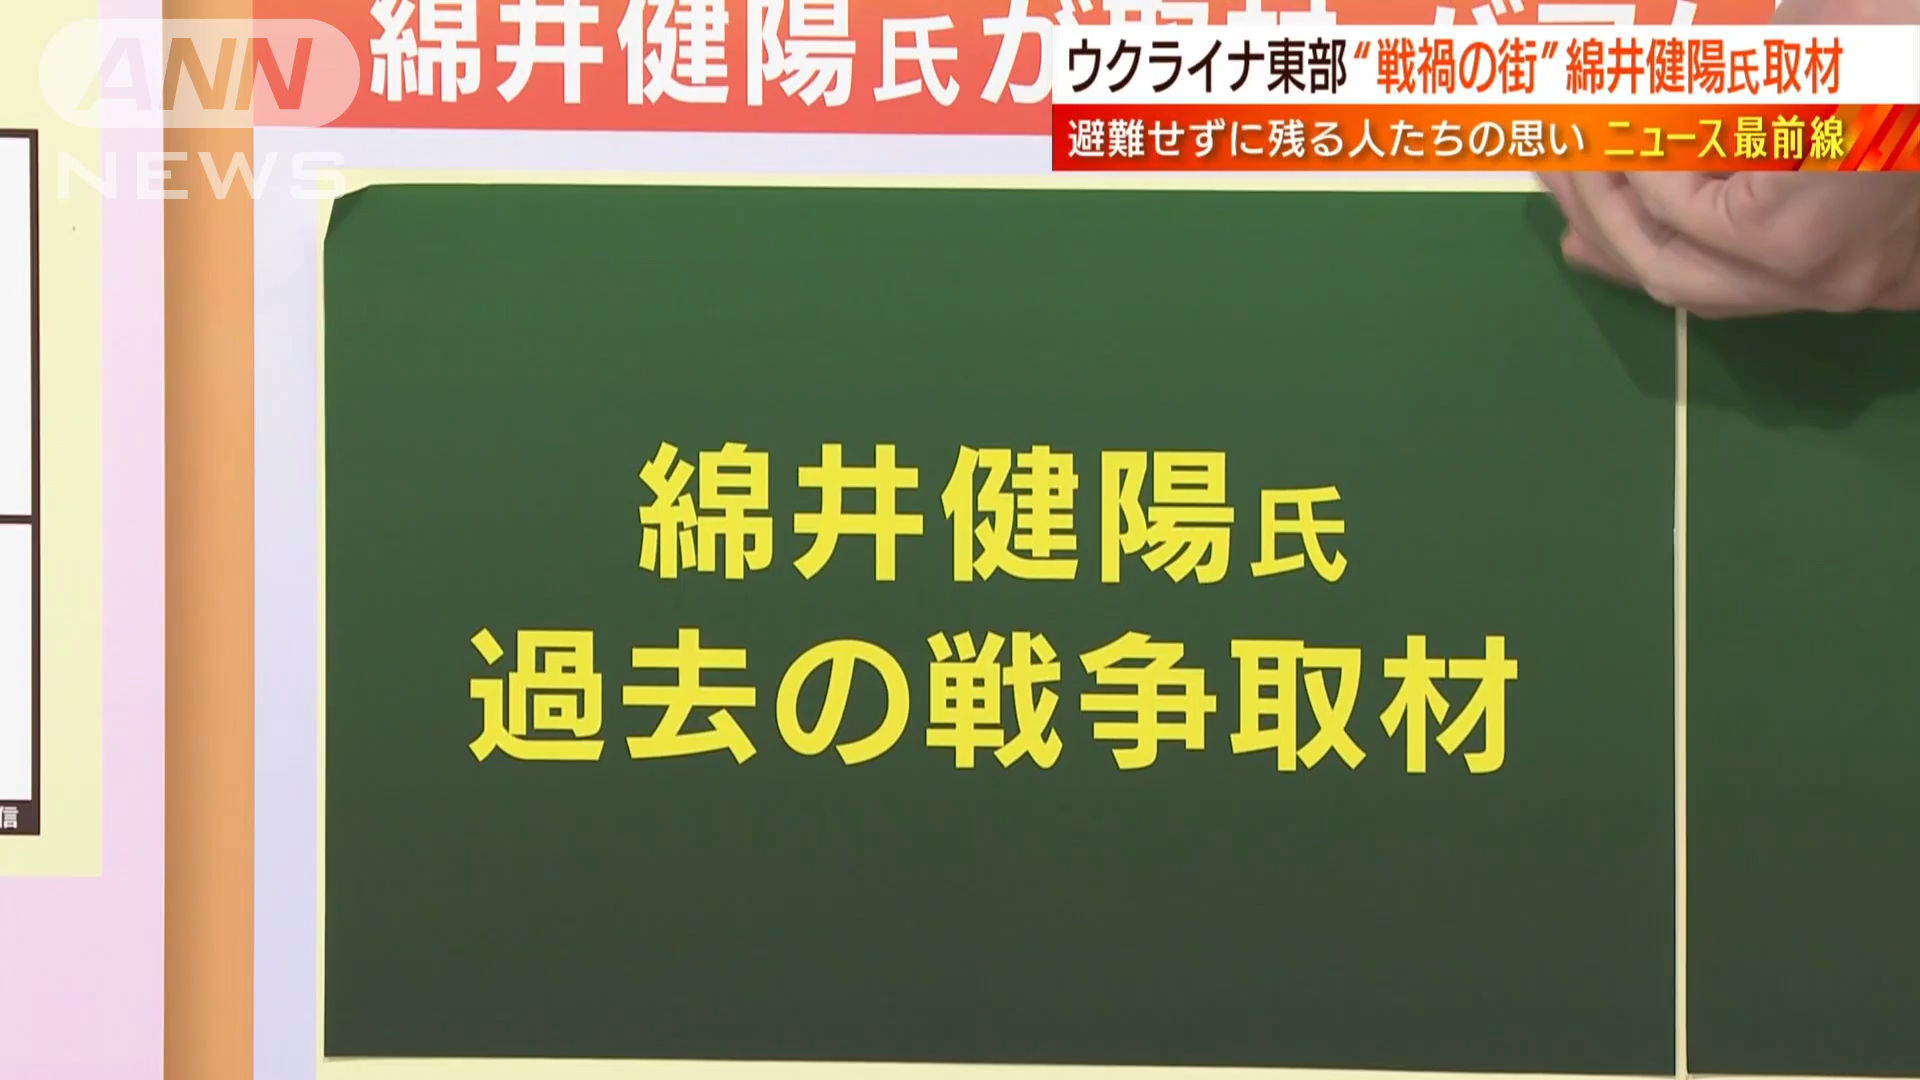 ANN
NEWS
綿井健陽氏が
ウクライナ東部“戦禍の街”綿井健陽氏取材
避難せずに残る人たちの思い ニュース最前線
綿井健陽氏
過去の戦争取材
信